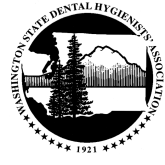 WASHINGTON STATE DENTAL HYGIENISTS' ASSOCIATION
1921